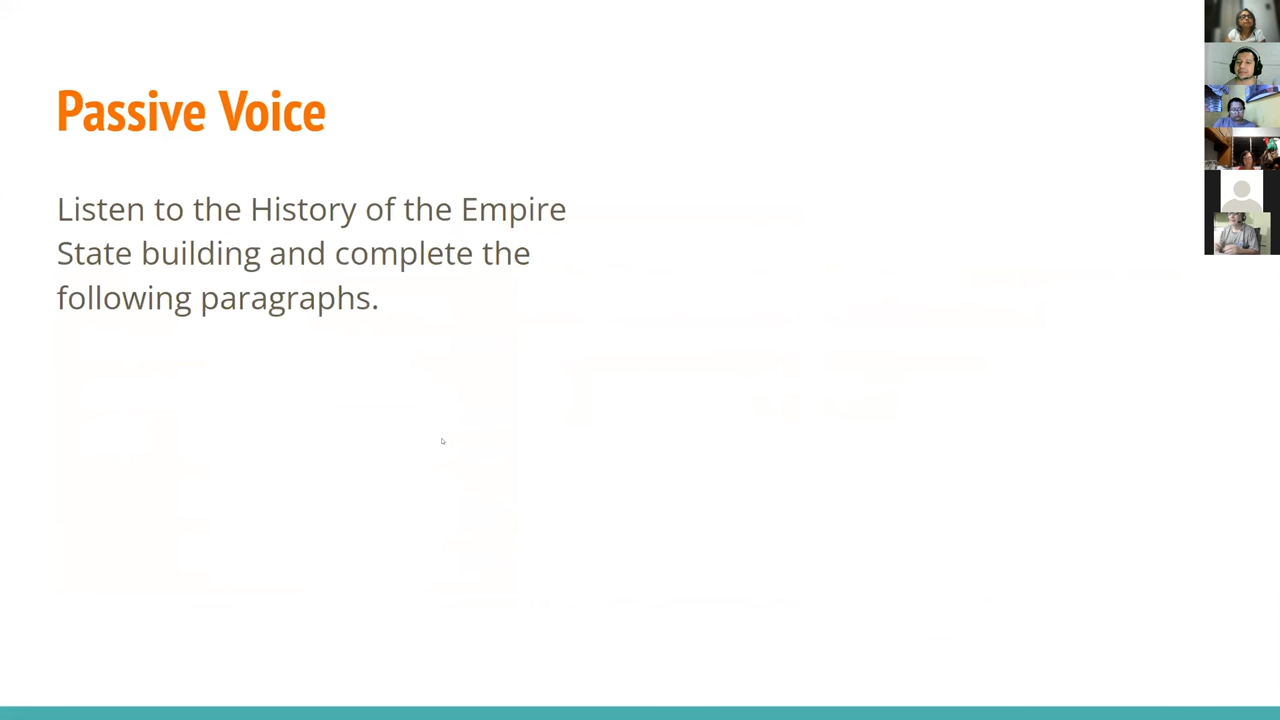 Passive Voice
Listen to the History of the Empire
State building and complete the
following paragraphs.